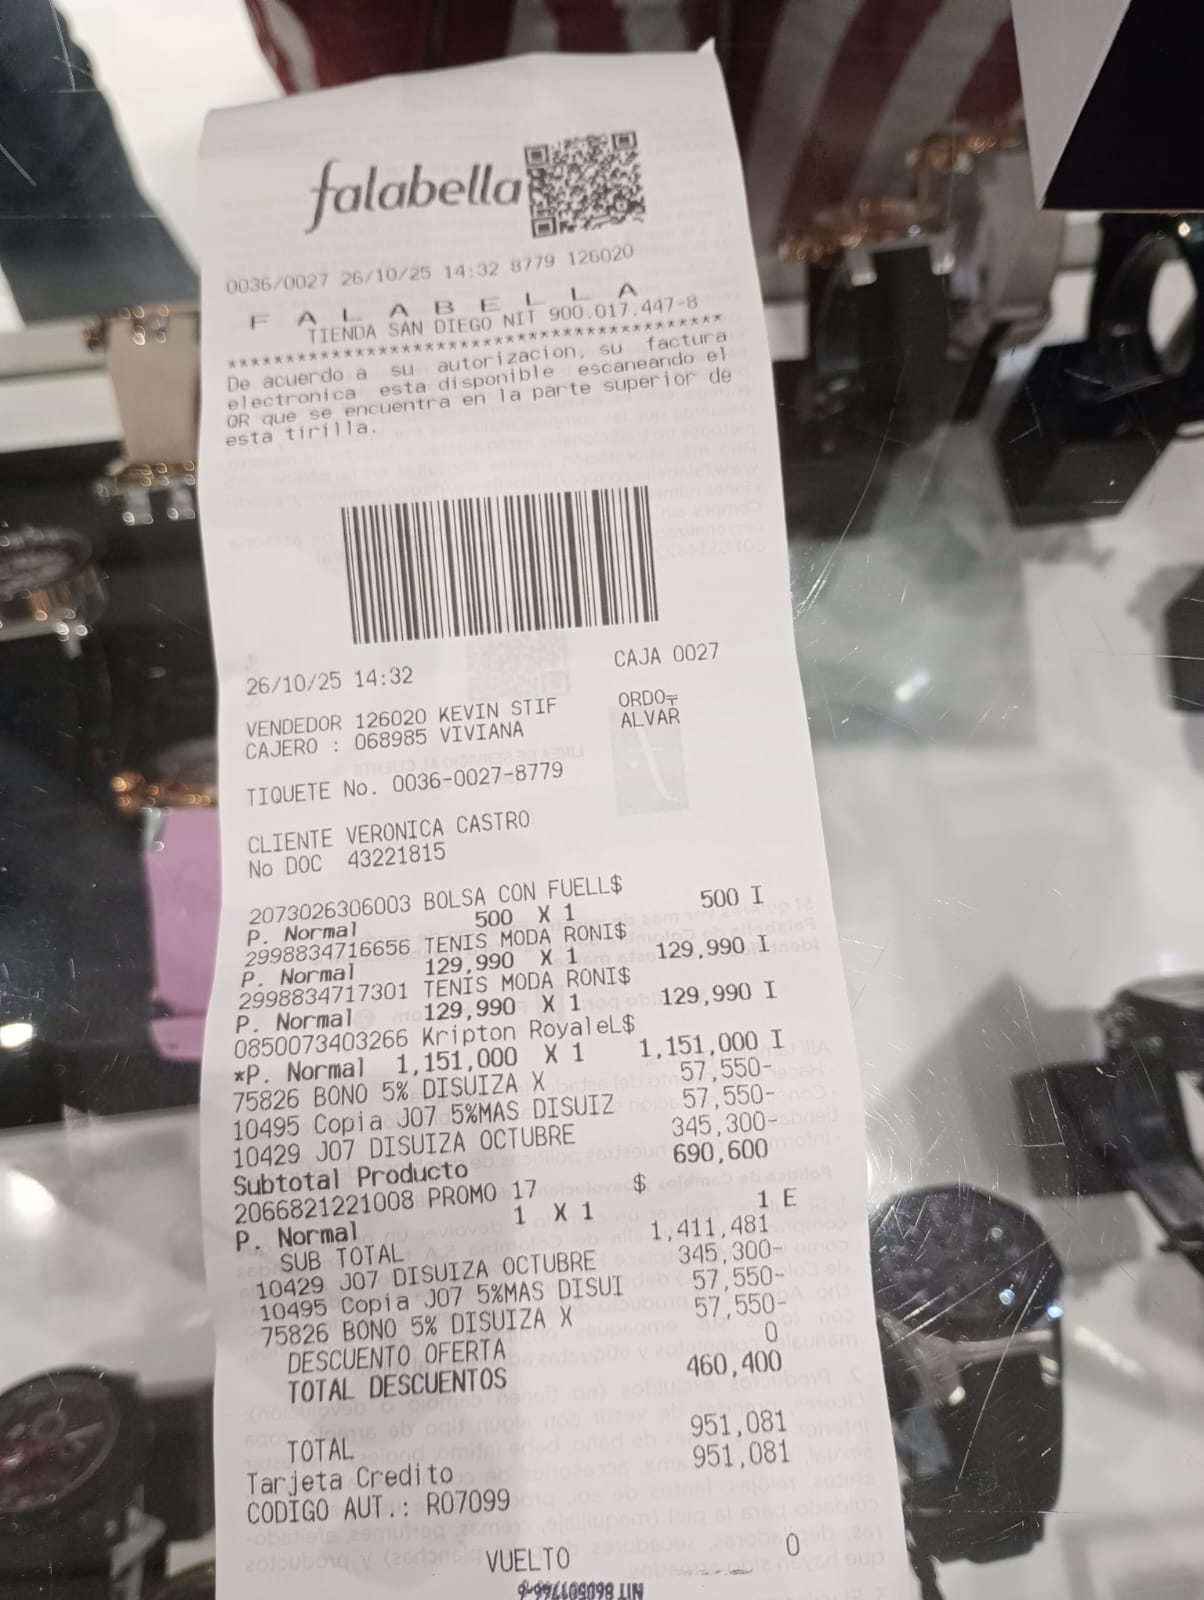 falabella
0036/0027 26/10/25 14:32 8779 126020
F A L A B E L L A
TIENDA SAN DIEGO NIT 900.017.447-8
******************************************
De acuerdo a su autorizacion, su factura
electronica esta disponible escaneando el
QR que se encuentra en la parte superior de
esta tirilla.
26/10/25 14:32 CAJA 0027
VENDEDOR 126020 KEVIN STIF ORDO
CAJERO : 068985 VIVIANA ALVAR
TIQUETE No. 0036-0027-8779
CLIENTE VERONICA CASTRO
No DOC 43221815
2073026306003 BOLSA CON FUELL$
P. Normal 500 X 1 500 I
2998834716656 TENIS MODA RONI$
P. Normal 129,990 X 1 129,990 I
2998834717301 TENIS MODA RONI$
P. Normal 129,990 X 1 129,990 I
0850073403266 Kripton RoyaleL$
*P. Normal 1,151,000 X 1 1,151,000 I
75826 BONO 5% DISUIZA X 57,550-
10495 Copia J07 5%MAS DISUIZ 57,550-
10429 J07 DISUIZA OCTUBRE 345,300-
Subtotal Producto 690,600
2066821221008 PROMO 17 $
P. Normal 1 X 1 1 E
SUB TOTAL 1,411,481
10429 J07 DISUIZA OCTUBRE 345,300-
10495 Copia J07 5%MAS DISUI 57,550-
75826 BONO 5% DISUIZA X 57,550-
DESCUENTO OFERTA 0
TOTAL DESCUENTOS 460,400
TOTAL 951,081
Tarjeta Credito 951,081
CODIGO AUT.: R07099
VUELTO 0